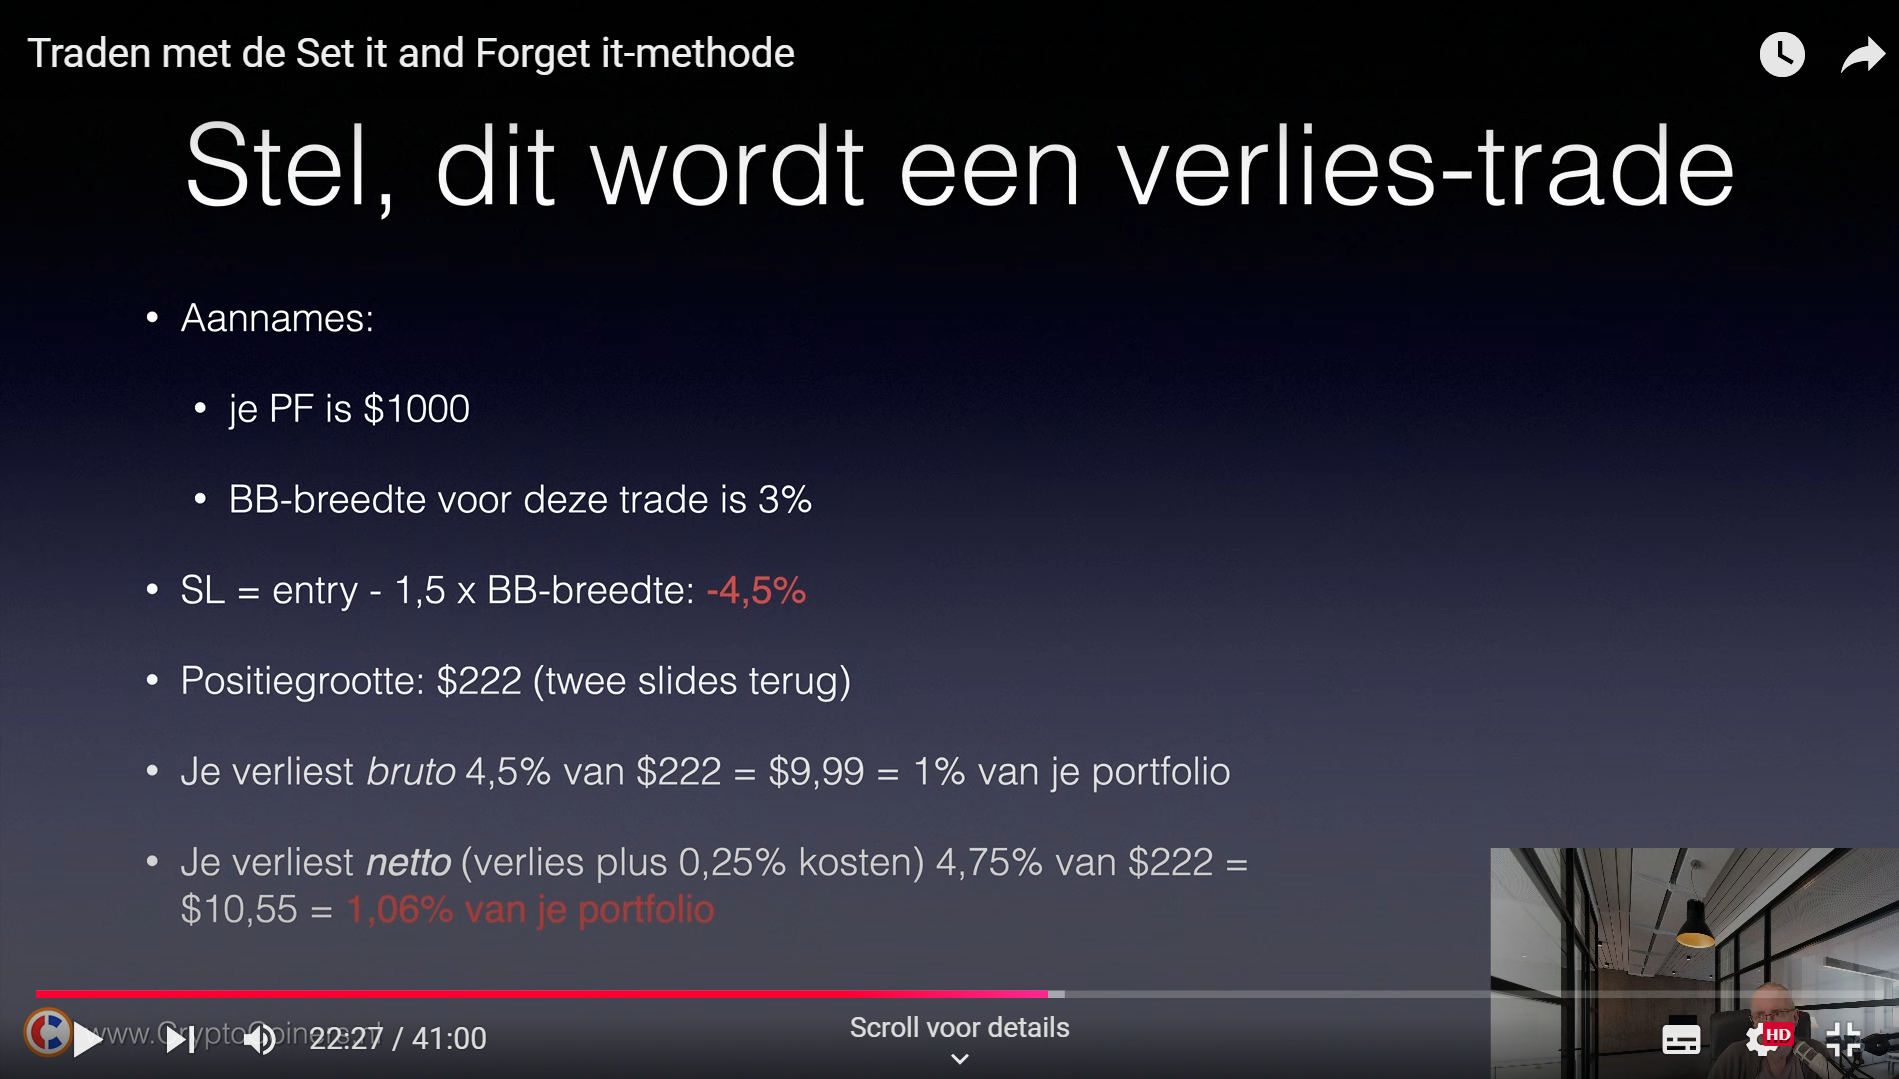 Traden met de Set it and Forget it-methode
Stel, dit wordt een verlies-trade
• Aannames:
• je PF is $1000
• BB-breedte voor deze trade is 3%
• SL = entry - 1,5 x BB-breedte: -4,5%
• Positiegrootte: $222 (twee slides terug)
• Je verliest bruto 4,5% van $222 = $9,99 = 1% van je portfolio
• Je verliest netto (verlies plus 0,25% kosten) 4,75% van $222 =
$10,55 = 1,06% van je portfolio
www.CryptoCoiners.nl
22:27 / 41:00
Scroll voor details
HD